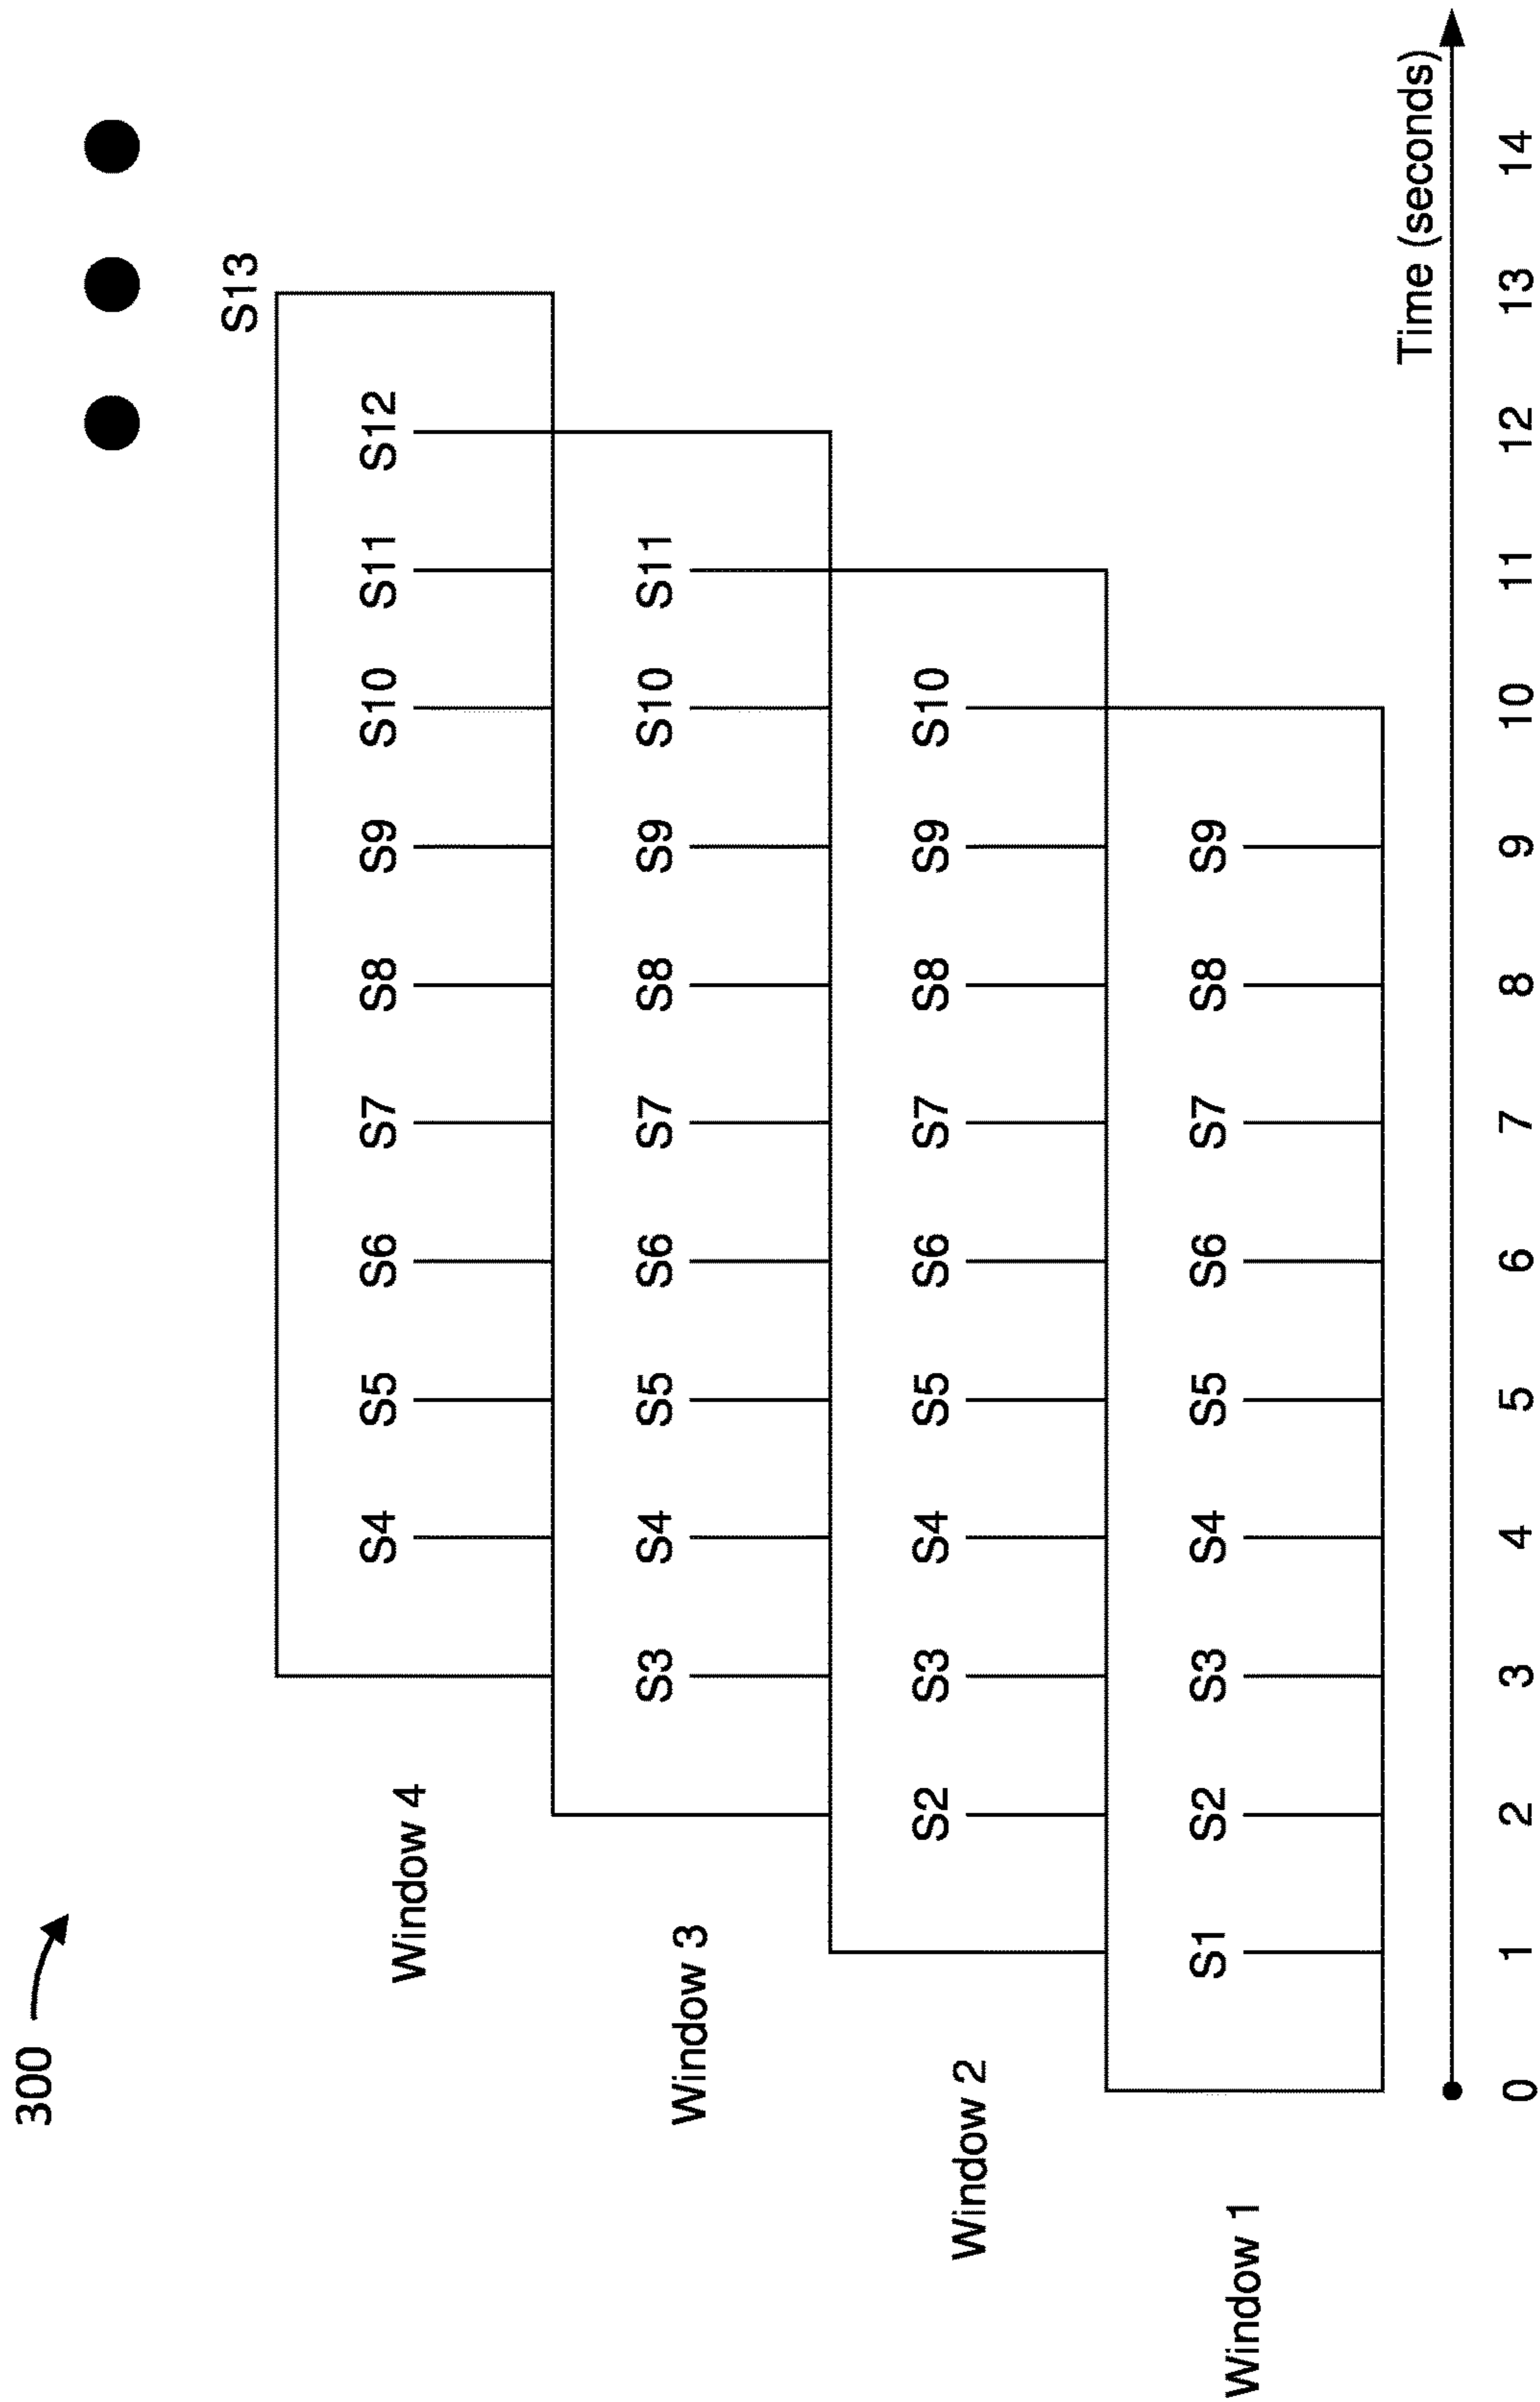 300
S13
Window 4
S4 S5 S6 S7 S8 S9 S10 S11 S12
Window 3
S3 S4 S5 S6 S7 S8 S9 S10 S11
Window 2
S2 S3 S4 S5 S6 S7 S8 S9 S10
Window 1
S1 S2 S3 S4 S5 S6 S7 S8 S9
Time (seconds)
0 1 2 3 4 5 6 7 8 9 10 11 12 13 14